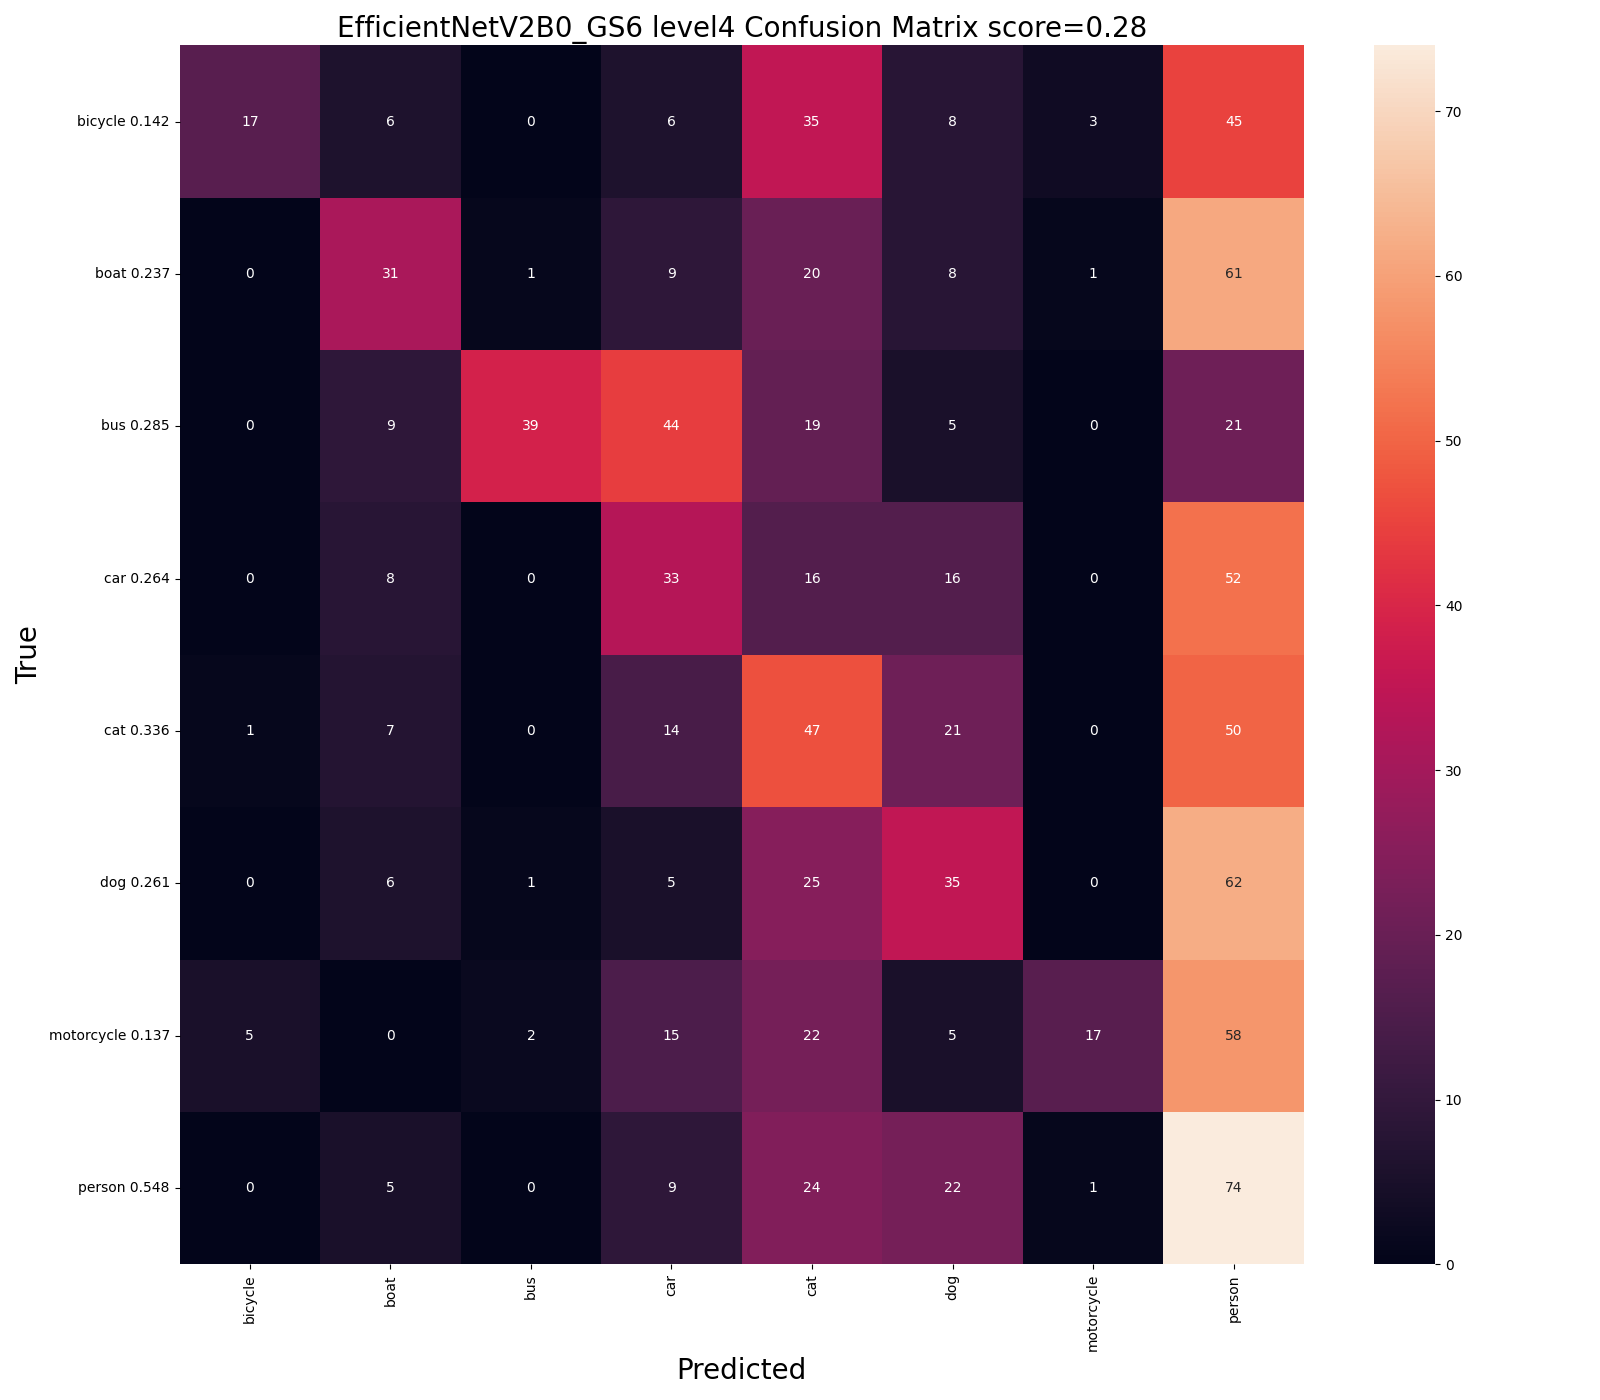 EfficientNetV2B0_GS6 level4 Confusion Matrix score=0.28
bicycle 0.142 17 6 0 6 35 8 3 45
boat 0.237 0 31 1 9 20 8 1 61
bus 0.285 0 9 39 44 19 5 0 21
car 0.264 0 8 0 33 16 16 0 52
cat 0.336 1 7 0 14 47 21 0 50
dog 0.261 0 6 1 5 25 35 0 62
motorcycle 0.137 5 0 2 15 22 5 17 58
person 0.548 0 5 0 9 24 22 1 74
bicycle boat bus car cat dog motorcycle person
Predicted
True
70
60
50
40
30
20
10
0